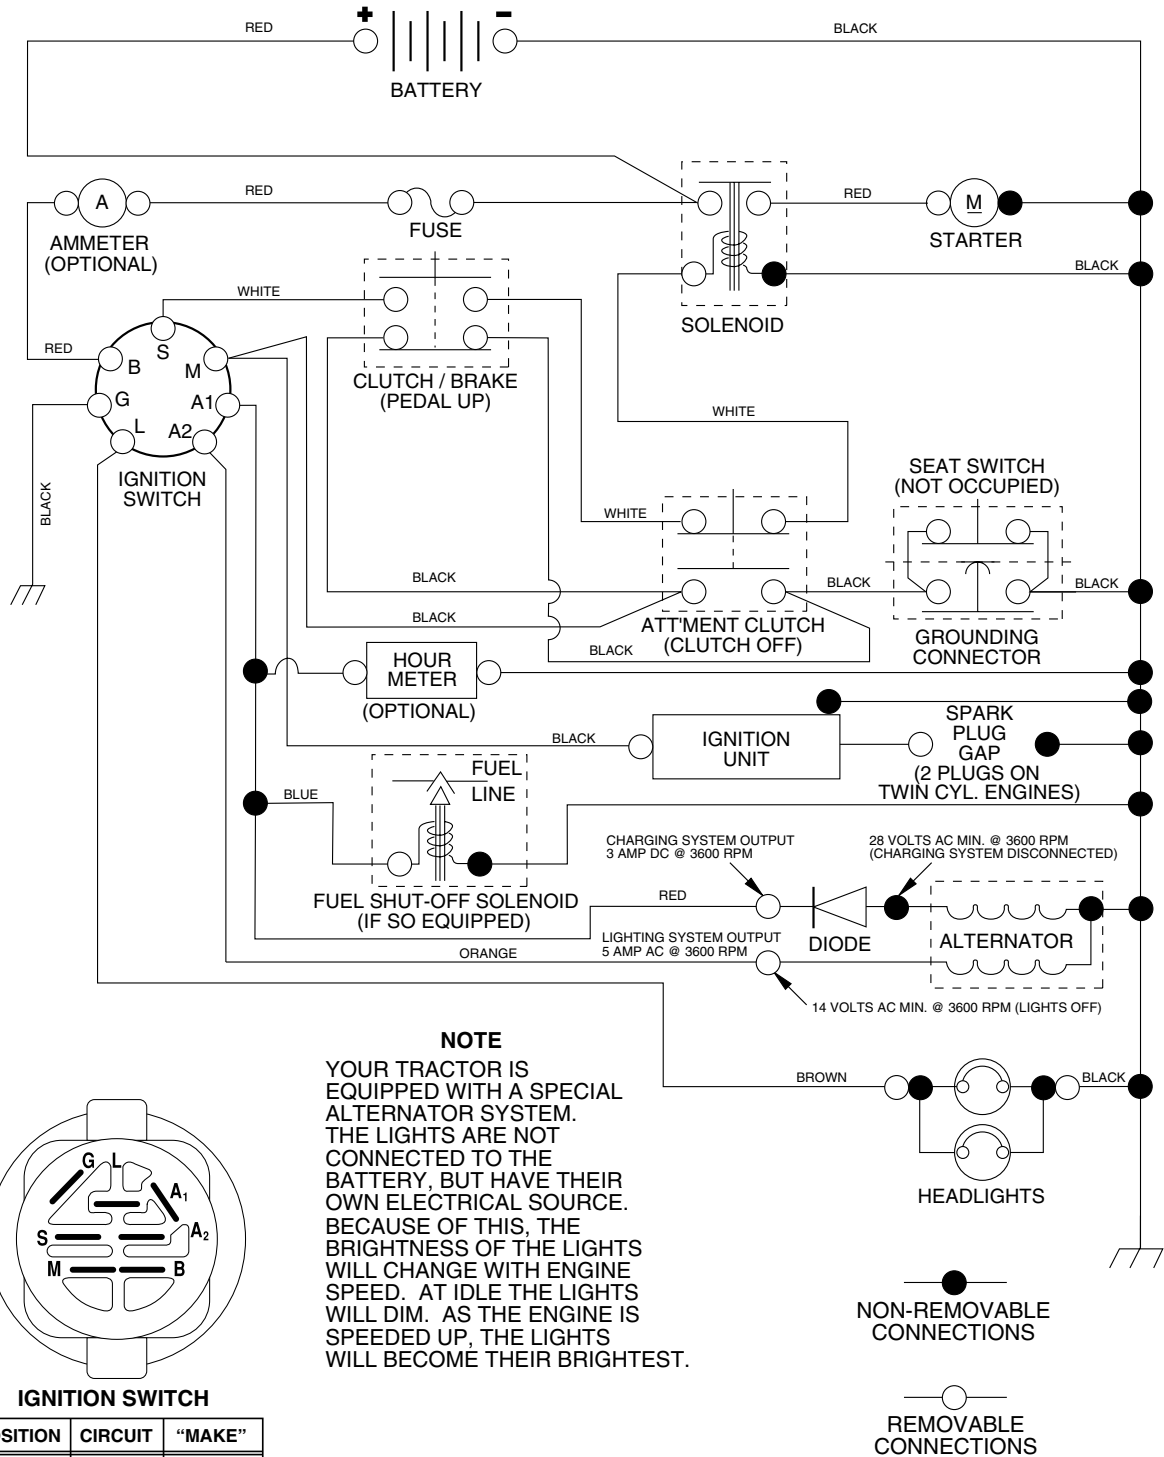 + −
RED
BLACK
BATTERY
A
RED
FUSE
AMMETER
(OPTIONAL)
RED
M
STARTER
BLACK
SOLENOID
WHITE
CLUTCH / BRAKE
(PEDAL UP)
RED
S
B
M
G
A1
L
A2
IGNITION
SWITCH
BLACK
WHITE
WHITE
SEAT SWITCH
(NOT OCCUPIED)
BLACK
BLACK
BLACK
BLACK
ATT'MENT CLUTCH
(CLUTCH OFF)
BLACK
GROUNDING
CONNECTOR
HOUR
METER
(OPTIONAL)
BLACK
IGNITION
UNIT
SPARK
PLUG
GAP
(2 PLUGS ON
TWIN CYL. ENGINES)
FUEL
LINE
BLUE
FUEL SHUT-OFF SOLENOID
(IF SO EQUIPPED)
CHARGING SYSTEM OUTPUT
3 AMP DC @ 3600 RPM
28 VOLTS AC MIN. @ 3600 RPM
(CHARGING SYSTEM DISCONNECTED)
RED
DIODE
ALTERNATOR
LIGHTING SYSTEM OUTPUT
5 AMP AC @ 3600 RPM
ORANGE
14 VOLTS AC MIN. @ 3600 RPM (LIGHTS OFF)
BROWN
BLACK
HEADLIGHTS
NOTE
YOUR TRACTOR IS
EQUIPPED WITH A SPECIAL
ALTERNATOR SYSTEM.
THE LIGHTS ARE NOT
CONNECTED TO THE
BATTERY, BUT HAVE THEIR
OWN ELECTRICAL SOURCE.
BECAUSE OF THIS, THE
BRIGHTNESS OF THE LIGHTS
WILL CHANGE WITH ENGINE
SPEED. AT IDLE THE LIGHTS
WILL DIM. AS THE ENGINE IS
SPEEDED UP, THE LIGHTS
WILL BECOME THEIR BRIGHTEST.
G L
A1
A2
S
M B
IGNITION SWITCH
SITION CIRCUIT “MAKE”
NON-REMOVABLE
CONNECTIONS
REMOVABLE
CONNECTIONS